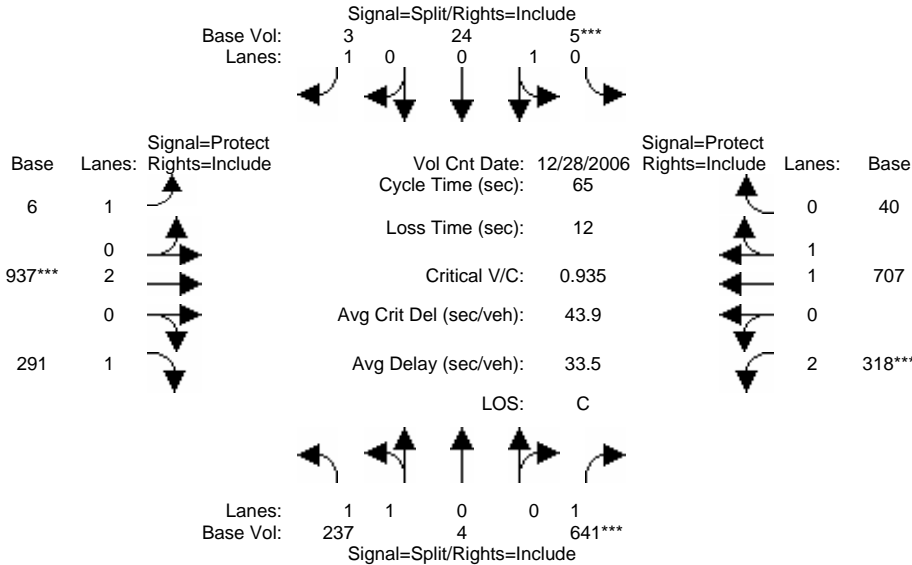 Signal=Split/Rights=Include
Base Vol: 3 24 5***
Lanes: 1 0 0 1 0
Signal=Protect Signal=Protect
Base Lanes: Rights=Include Vol Cnt Date: 12/28/2006 Rights=Include Lanes: Base
Cycle Time (sec): 65
6 1 0 40
Loss Time (sec): 12
0 1
937*** 2 Critical V/C: 0.935 1 707
0 Avg Crit Del (sec/veh): 43.9 0
291 1 Avg Delay (sec/veh): 33.5 2 318***
LOS: C
Lanes: 1 1 0 0 1
Base Vol: 237 4 641***
Signal=Split/Rights=Include